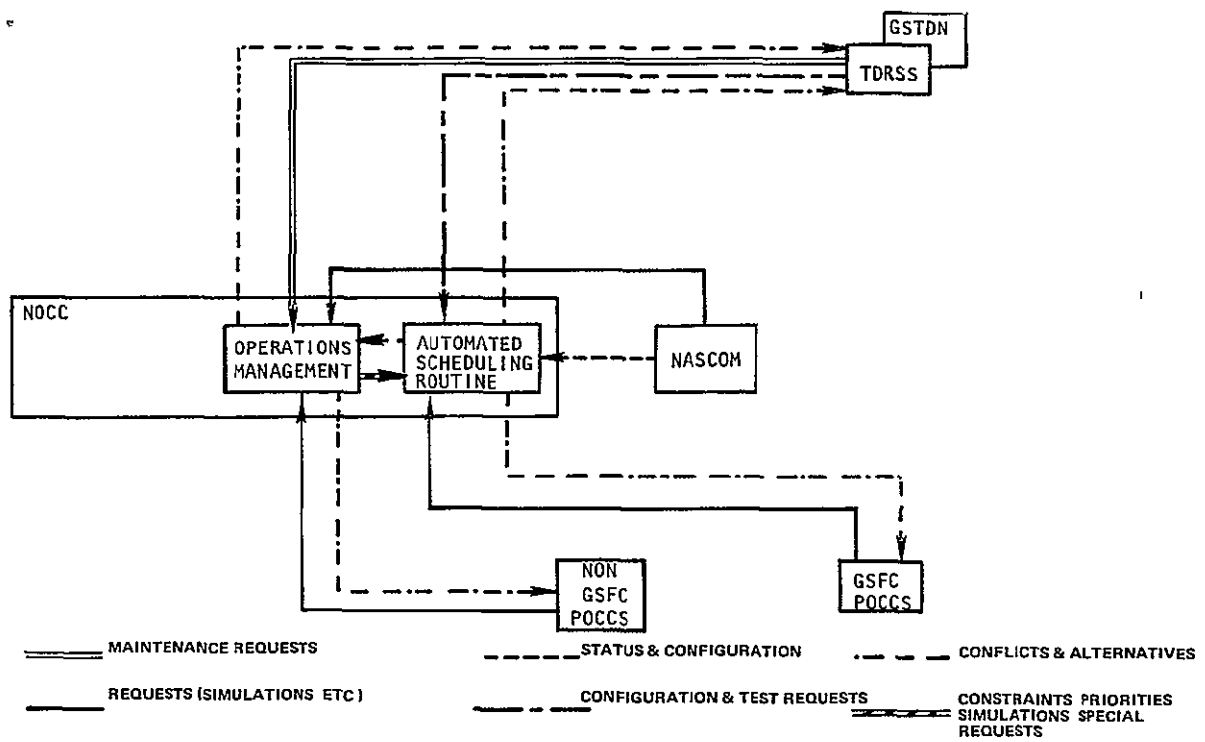 GSTDN
TDRSS
NOCC
OPERATIONS
MANAGEMENT
AUTOMATED
SCHEDULING
ROUTINE
NASCOM
NON
GSFC
POCCS
GSFC
POCCS
MAINTENANCE REQUESTS
STATUS & CONFIGURATION
CONFLICTS & ALTERNATIVES
REQUESTS (SIMULATIONS ETC)
CONFIGURATION & TEST REQUESTS
CONSTRAINTS PRIORITIES
SIMULATIONS SPECIAL
REQUESTS